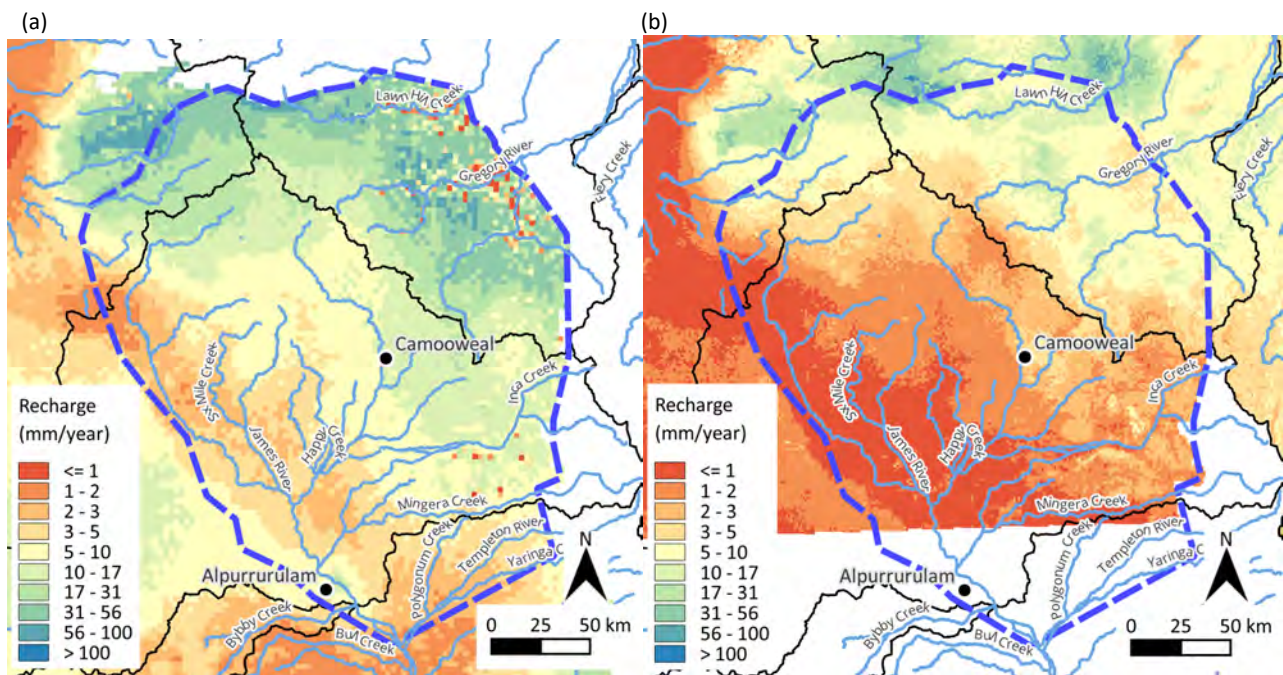 (a)
Lawn Hill Creek
Gregory River
Fiery Creek
Camooweal
Six Mile Creek
Inca Creek
James River
Happy
Creek
Mingera Creek
Polygonum Creek
Templeton River
Yaringa C
Alpurrurulam
Bybby Creek
Bul Creek
Recharge
(mm/year)
<= 1
1 - 2
2 - 3
3 - 5
5 - 10
10 - 17
17 - 31
31 - 56
56 - 100
> 100
N
0 25 50 km
(b)
Lawn Hill Creek
Gregory River
Fiery Creek
Camooweal
Six Mile Creek
Inca Creek
James River
Happy
Creek
Mingera Creek
Polygonum Creek
Templeton River
Yaringa C
Alpurrurulam
Bybby Creek
Bul Creek
Recharge
(mm/year)
<= 1
1 - 2
2 - 3
3 - 5
5 - 10
10 - 17
17 - 31
31 - 56
56 - 100
> 100
N
0 25 50 km